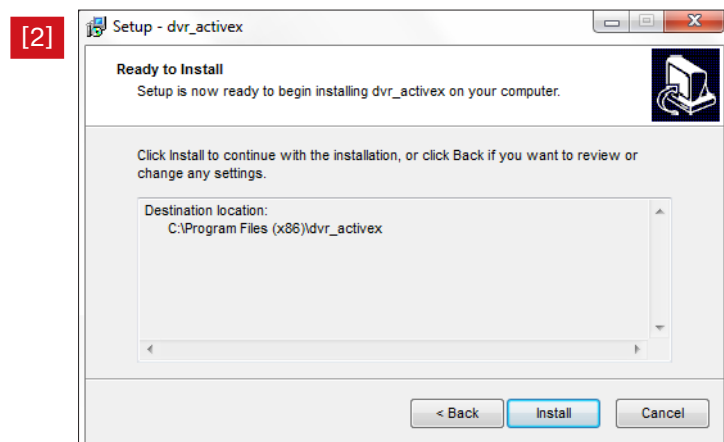 [2]
Setup - dvr_activex
Ready to Install
Setup is now ready to begin installing dvr_activex on your computer.
Click Install to continue with the installation, or click Back if you want to review or
change any settings.
Destination location:
C:\Program Files (x86)\dvr_activex
< Back Install Cancel